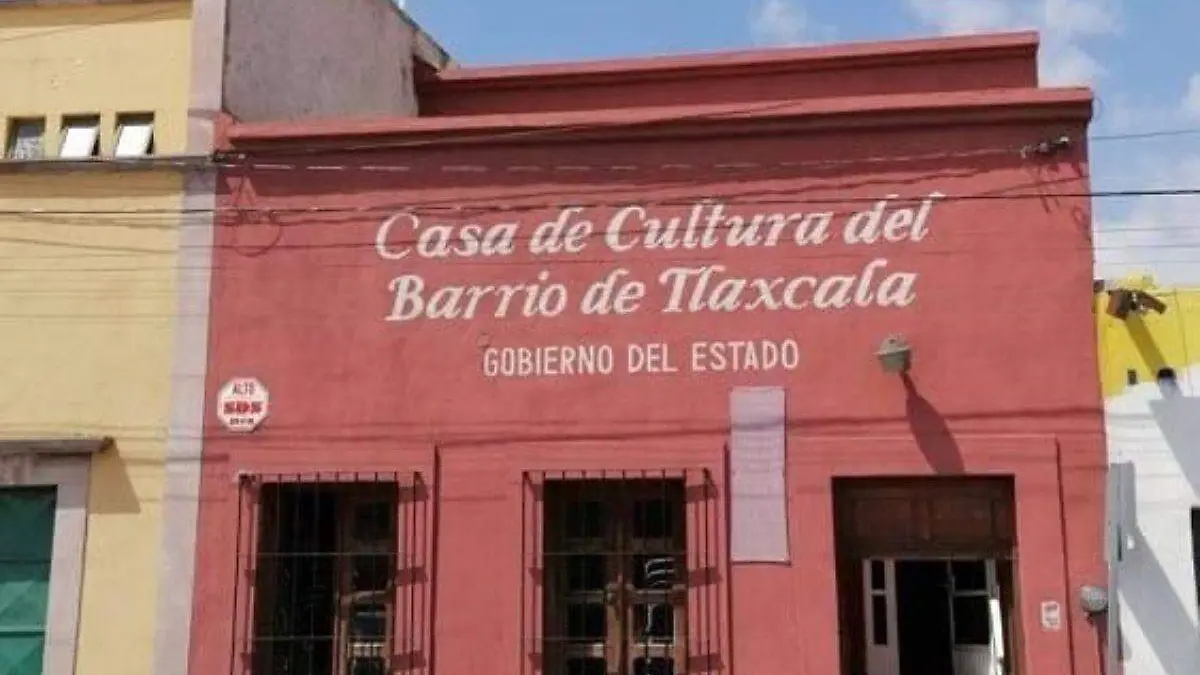 Casa de Cultura del
Barrio de Tlaxcala
GOBIERNO DEL ESTADO
ALTO
SOS